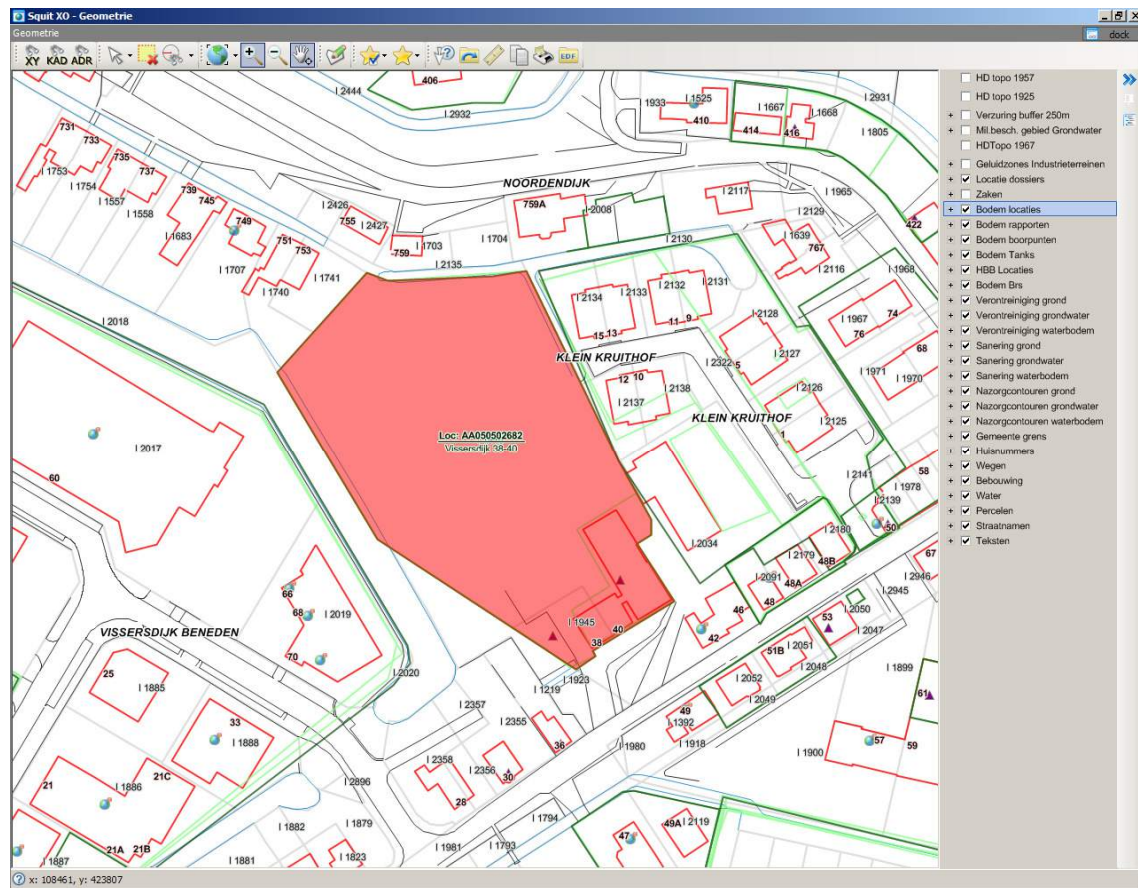 Squit XO - Geometrie
Geometrie
dock
XY KAD ADR
EDF
HD topo 1957
HD topo 1925
Verzuring buffer 250m
Mil.besch. gebied Grondwater
HDTopo 1967
Geluidzones Industrieterreinen
Locatie dossiers
Zaken
Bodem locaties
Bodem rapporten
Bodem boorpunten
Bodem Tanks
HBB Locaties
Bodem Brs
Verontreiniging grond
Verontreiniging grondwater
Verontreiniging waterbodem
Sanering grond
Sanering grondwater
Sanering waterbodem
Nazorgcontouren grond
Nazorgcontouren grondwater
Nazorgcontouren waterbodem
Gemeente grens
Huisnummers
Wegen
Bebouwing
Water
Percelen
Straatnamen
Teksten
406
I 2444
I 2932
I 1933
I 1525
410
I 1667
414
416
I 1668
I 2931
I 1805
731
733
735
737
I 1753
I 1754
I 1557
I 1558
739
745
749
I 1683
I 1707
751
753
I 1740
I 1741
I 2426
755
I 2427
759
I 1703
I 2135
I 1704
NOORDENDIJK
759A
I 2008
I 2130
I 2117
I 2129
I 1965
I 1639
767
I 2116
422
I 1968
I 2018
I 2134
I 2133
I 2132
I 2131
15 13
11 9
I 2128
I 2127
I 2322
5
I 1967
74
76
68
I 1971
I 1970
KLEIN KRUITHOF
12 10
I 2138
I 2137
KLEIN KRUITHOF
I 2126
I 2125
1
Loc: AA050502682
Vissersdijk 38-40
I 2017
60
I 2141
58
I 1978
I 2139
50
I 2034
I 2180
I 2179
48B
48A
I 2091
48
67
I 2946
I 2945
66
68
I 2019
70
VISSERSDIJK BENEDEN
I 1945
40
38
46
42
53
I 2050
I 2047
51B
I 2051
I 2048
I 2052
I 2049
I 1899
61
25
I 1885
I 2020
I 1923
I 1219
I 2357
I 2355
36
49
I 1392
I 1918
I 1980
57
59
I 1900
33
I 1888
21C
21
I 1886
I 2896
I 2358
28
I 2356
30
I 1794
I 1793
I 1981
I 1882
I 1879
I 1881
I 1823
21A 21B
I 1887
47
49A
I 2119
x: 108461, y: 423807